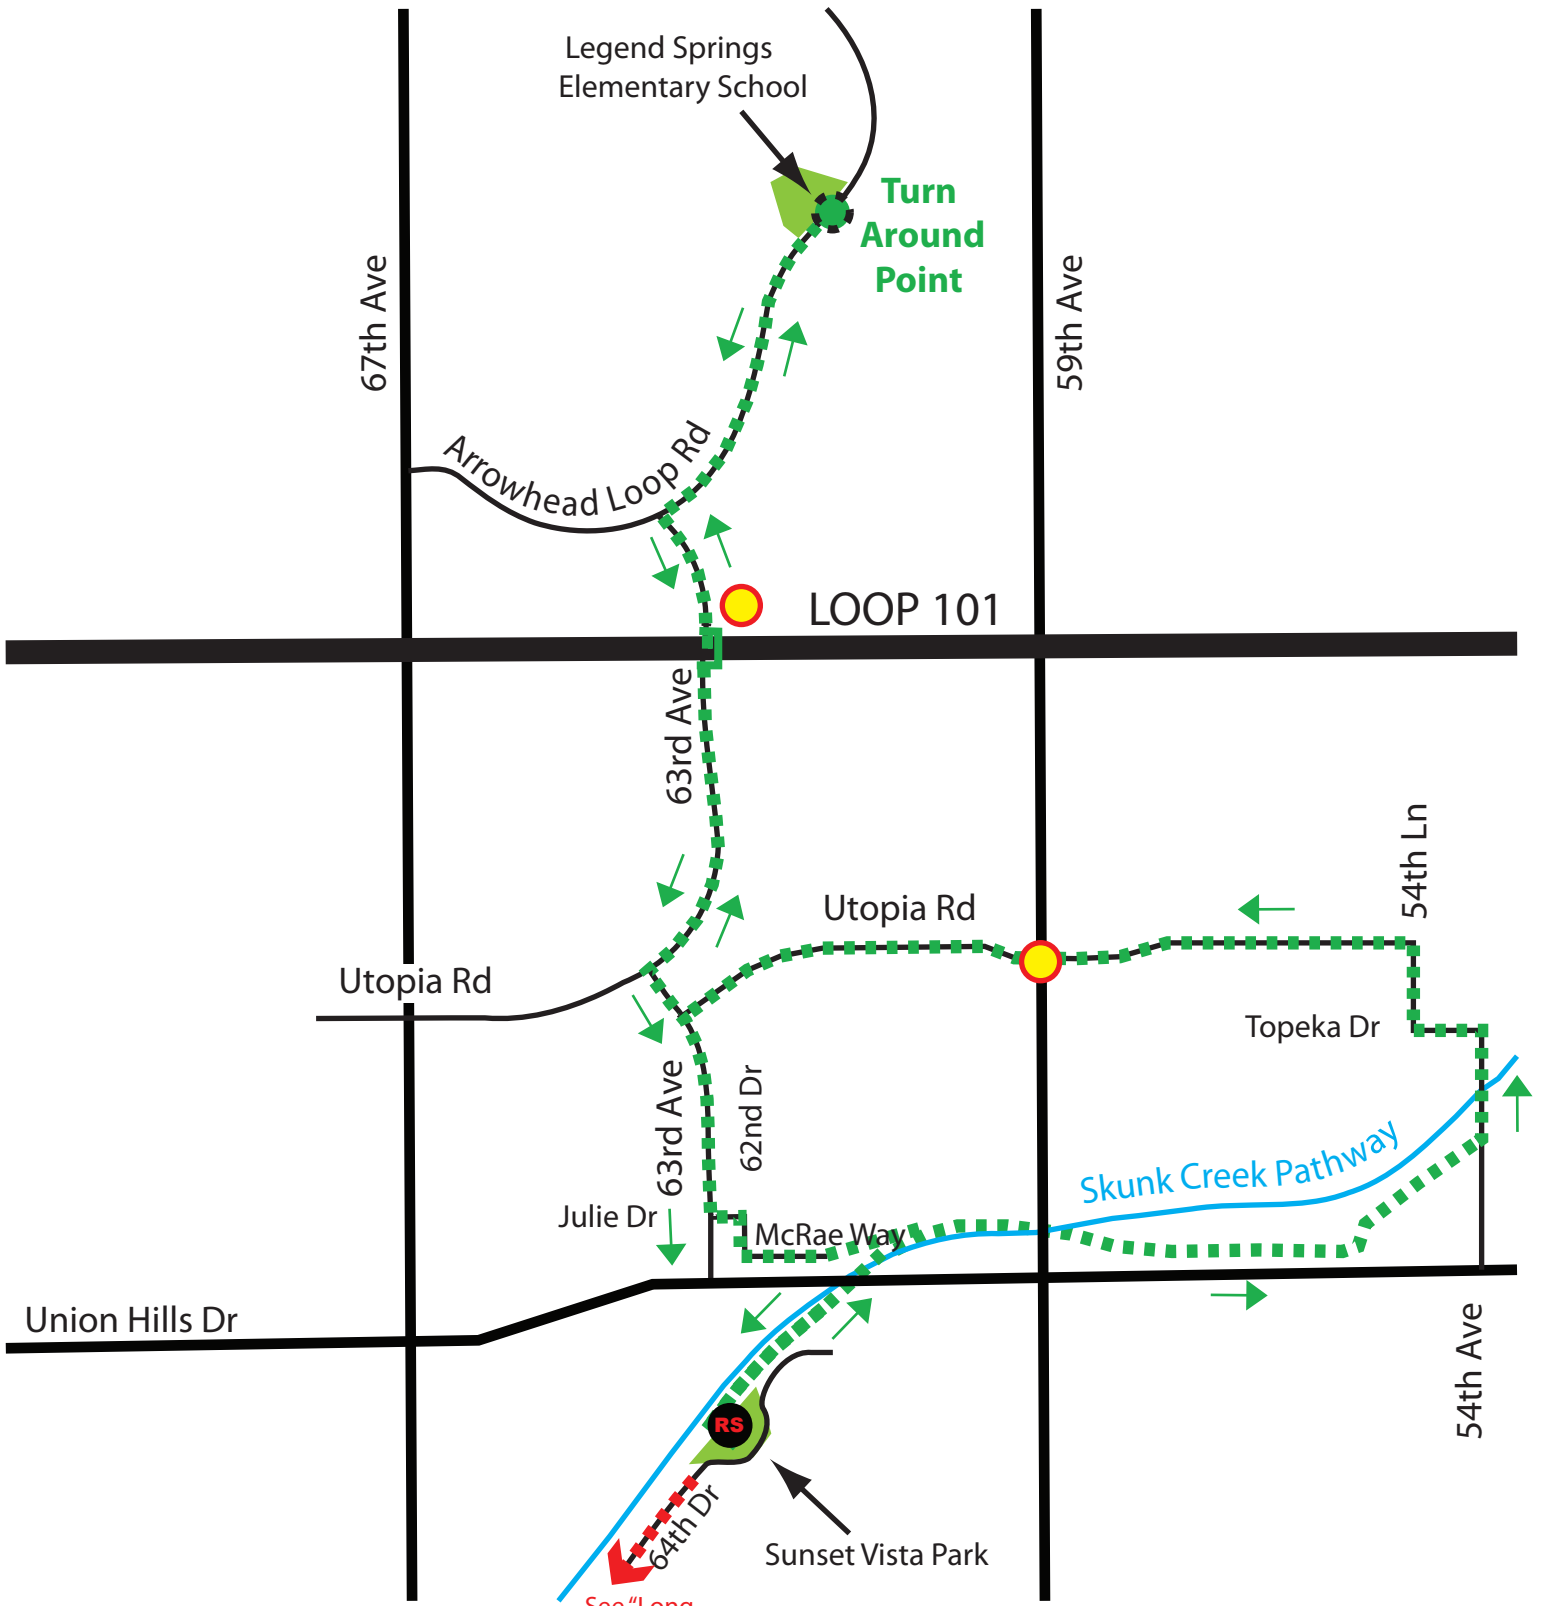 Legend Springs
Elementary School
Turn
Around
Point
67th Ave
59th Ave
Arrowhead Loop Rd
LOOP 101
63rd Ave
54th Ln
Utopia Rd
Utopia Rd
Topeka Dr
63rd Ave
62nd Dr
Skunk Creek Pathway
Julie Dr
McRae Way
Union Hills Dr
54th Ave
RS
64th Dr
Sunset Vista Park
See “Long